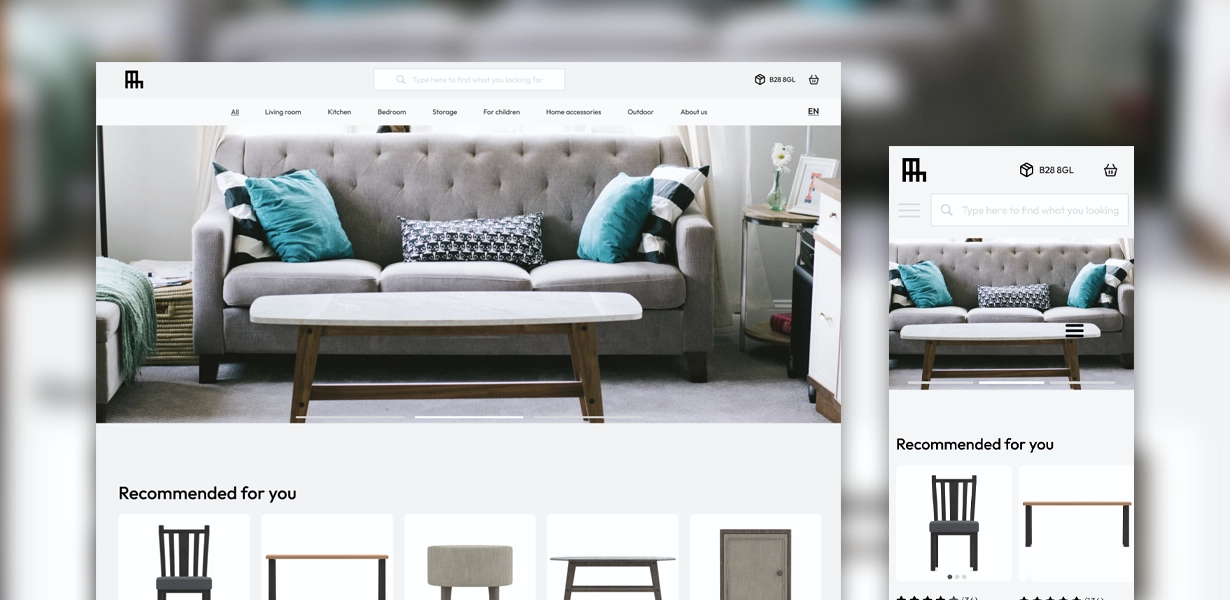 Type here to find what you looking for
B28 8GL
All Living room Kitchen Bedroom Storage For children Home accessories Outdoor About us EN
Recommended for you
B28 8GL
Type here to find what you looking
Recommended for you